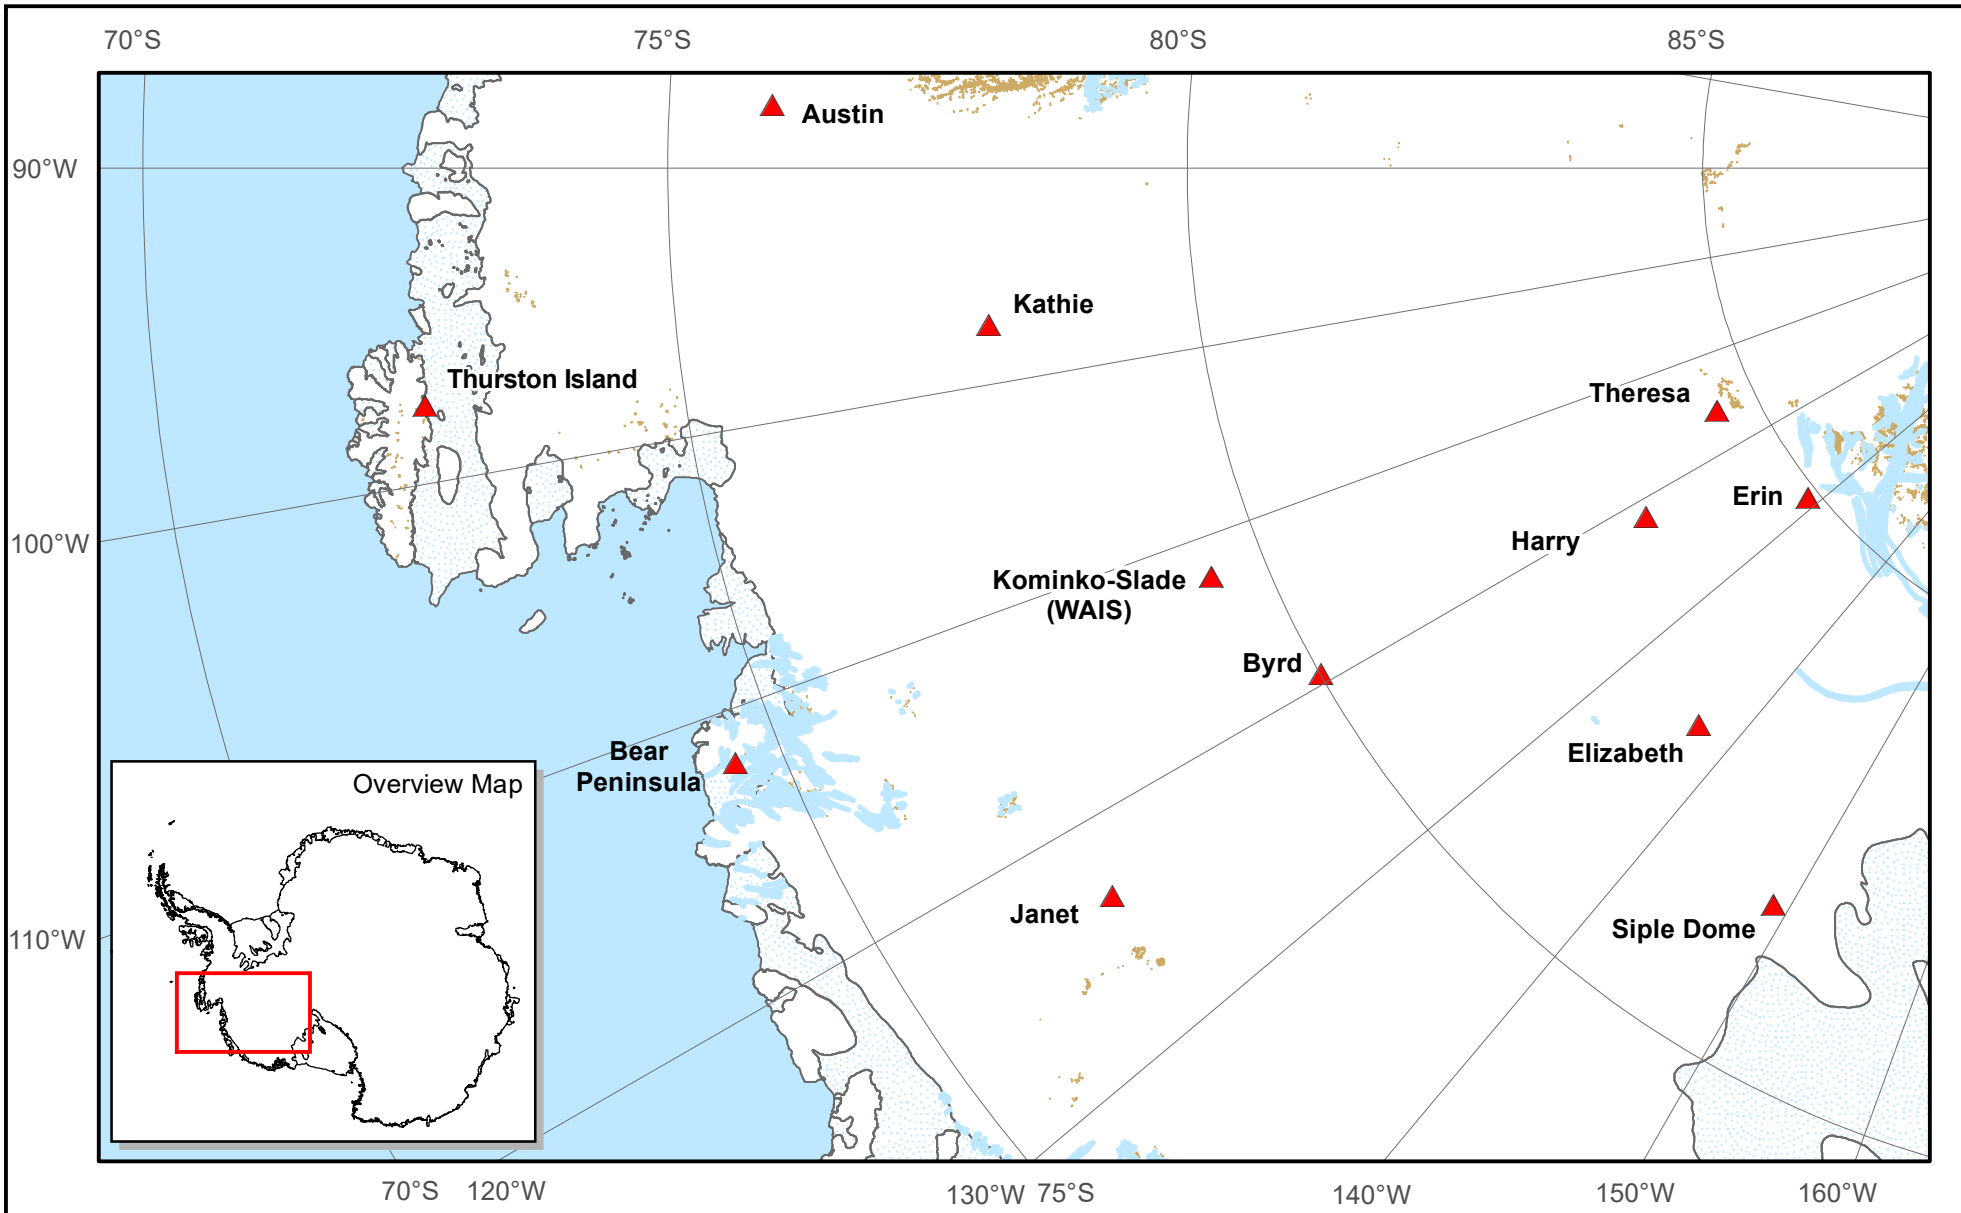 70°S
75°S
80°S
85°S
Austin
90°W
Kathie
Thurston Island
Theresa
Erin
Harry
100°W
Kominko-Slade
(WAIS)
Byrd
Bear
Peninsula
Elizabeth
Overview Map
Janet
Siple Dome
110°W
70°S
120°W
130°W
75°S
140°W
150°W
160°W